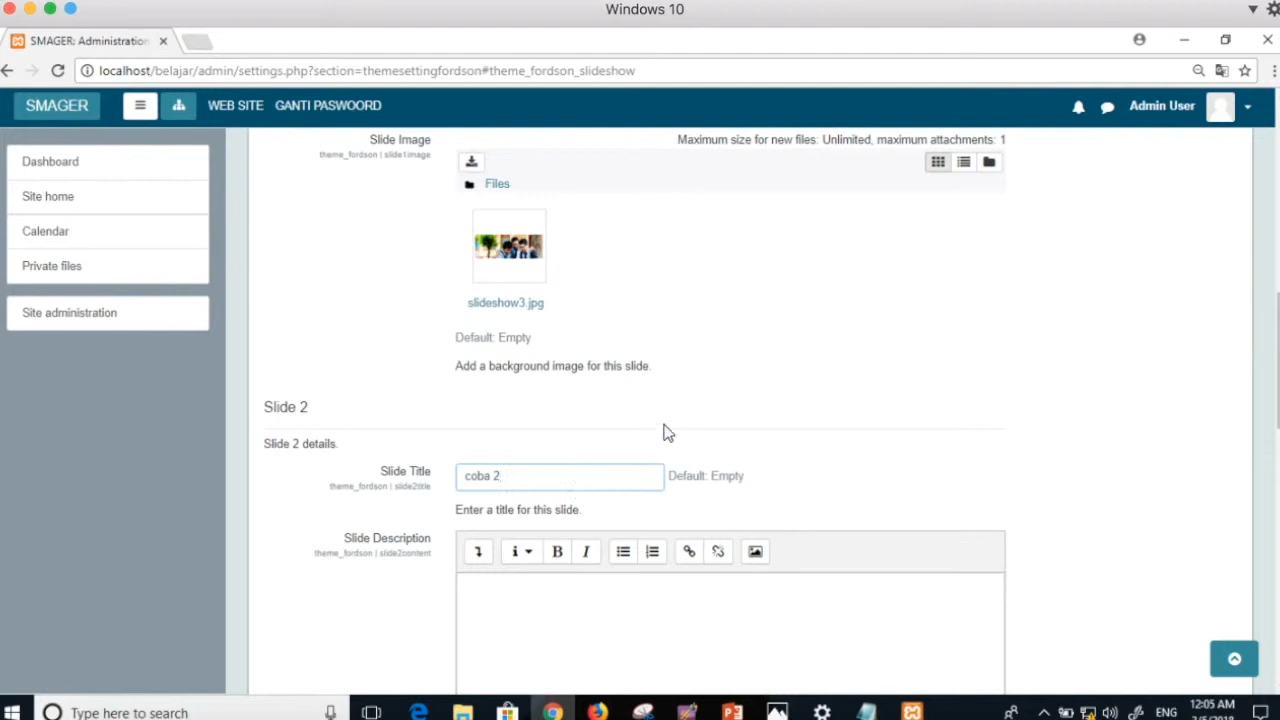 Windows 10
SMAGER: Administration
localhost/belajar/admin/settings.php?section=themesettingfordson#theme_fordson_slideshow
SMAGER WEB SITE GANTI PASWOORD Admin User
Slide Image Maximum size for new files: Unlimited, maximum attachments: 1
theme_fordson | slide1image
Dashboard
Files
Site home
Calendar
Private files
slideshow3.jpg
Site administration
Default: Empty
Add a background image for this slide.
Slide 2
Slide 2 details.
Slide Title coba 2 Default: Empty
theme_fordson | slide2title
Enter a title for this slide.
Slide Description
theme_fordson | slide2content
i B I
Type here to search ENG 12:05 AM